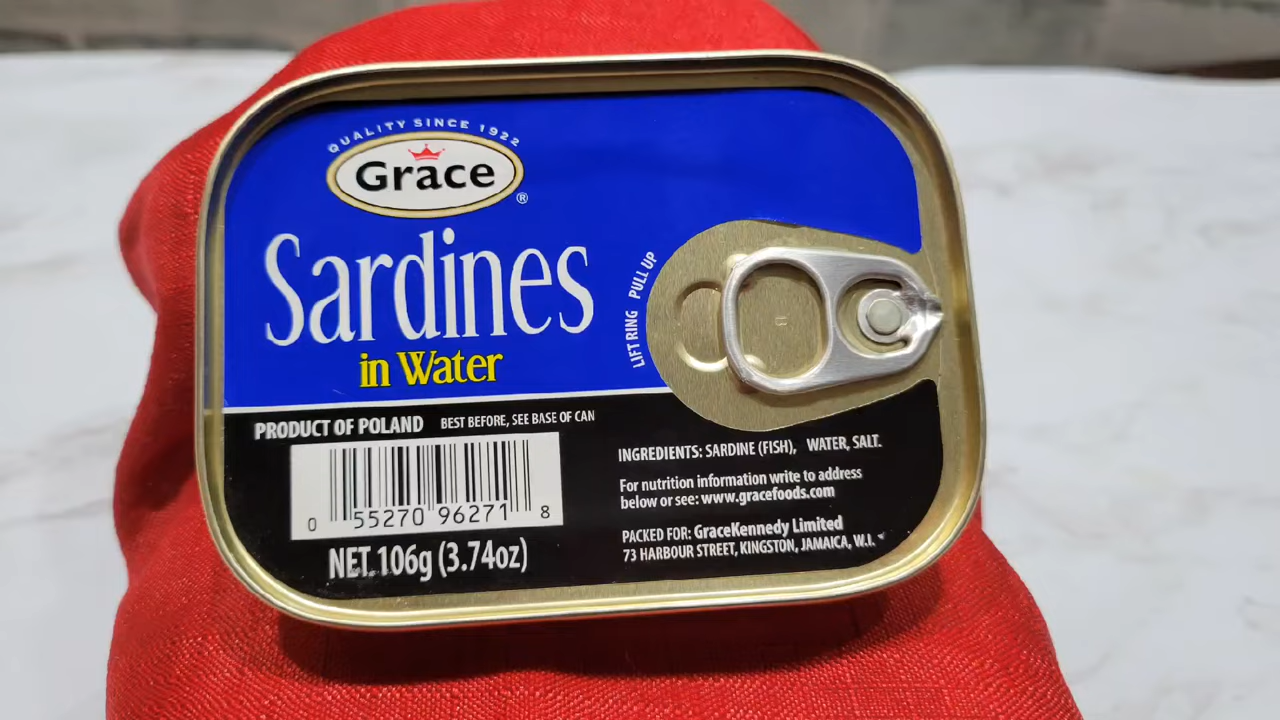 QUALITY SINCE 1922
Grace
®
Sardines
in Water
LIFT RING PULL UP
PRODUCT OF POLAND BEST BEFORE, SEE BASE OF CAN
0 55270 96271 8
NET 106g (3.74oz)
INGREDIENTS: SARDINE (FISH), WATER, SALT.
For nutrition information write to address
below or see: www.gracefoods.com
PACKED FOR: GraceKennedy Limited
73 HARBOUR STREET, KINGSTON, JAMAICA, W.I.